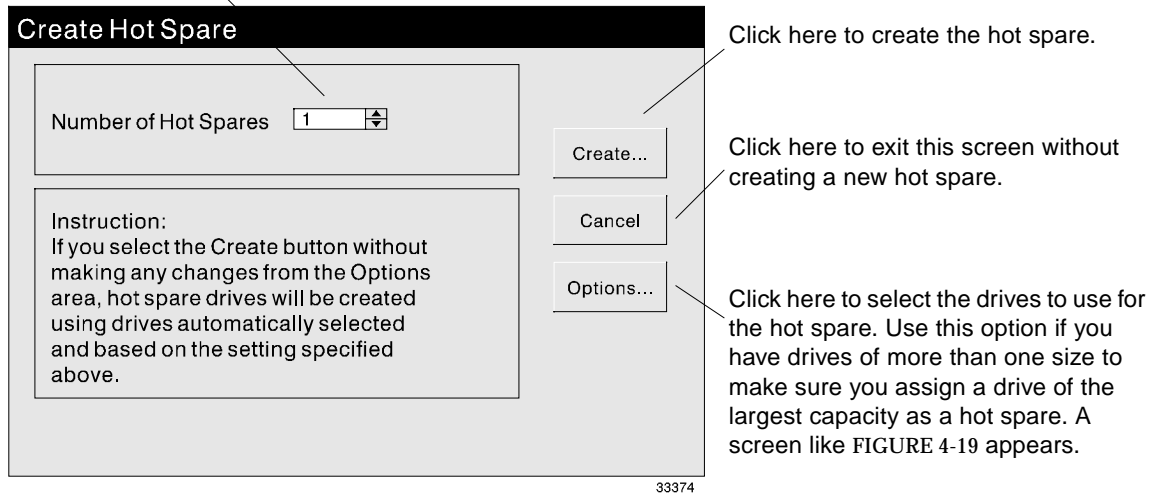 Create Hot Spare
Number of Hot Spares 1
Create...
Cancel
Options...
Instruction:
If you select the Create button without
making any changes from the Options
area, hot spare drives will be created
using drives automatically selected
and based on the setting specified
above.
Click here to create the hot spare.
Click here to exit this screen without
creating a new hot spare.
Click here to select the drives to use for
the hot spare. Use this option if you
have drives of more than one size to
make sure you assign a drive of the
largest capacity as a hot spare. A
screen like FIGURE 4-19 appears.
33374